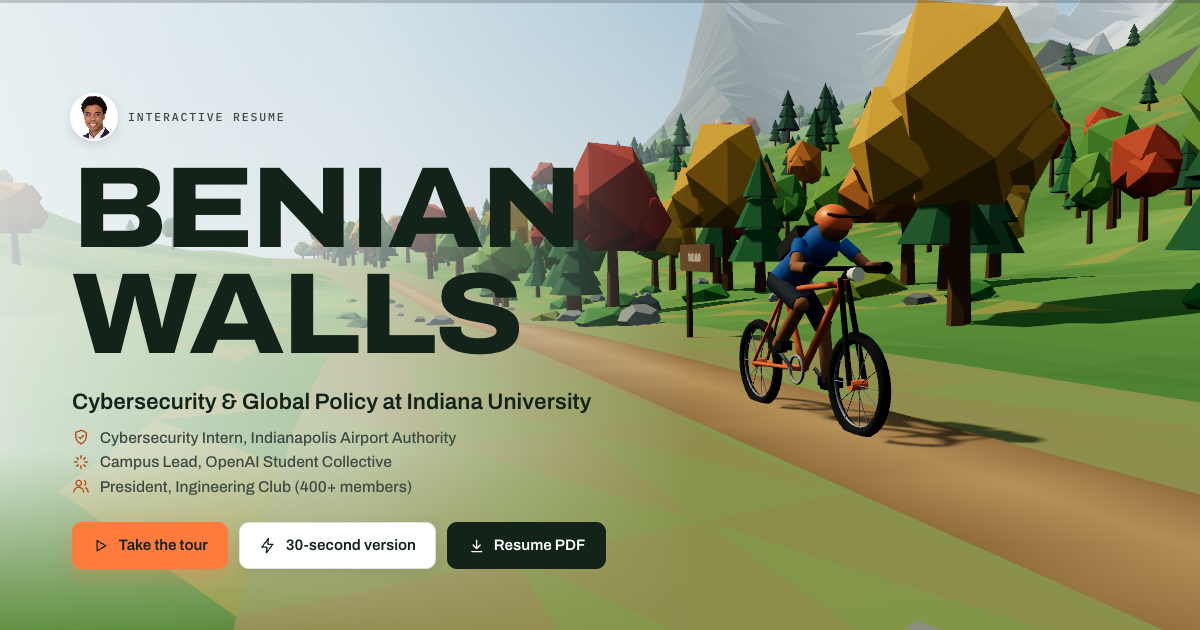 INTERACTIVE RESUME
BENIAN
WALLS
Cybersecurity & Global Policy at Indiana University
Cybersecurity Intern, Indianapolis Airport Authority
Campus Lead, OpenAI Student Collective
President, Ingineering Club (400+ members)
Take the tour
30-second version
Resume PDF